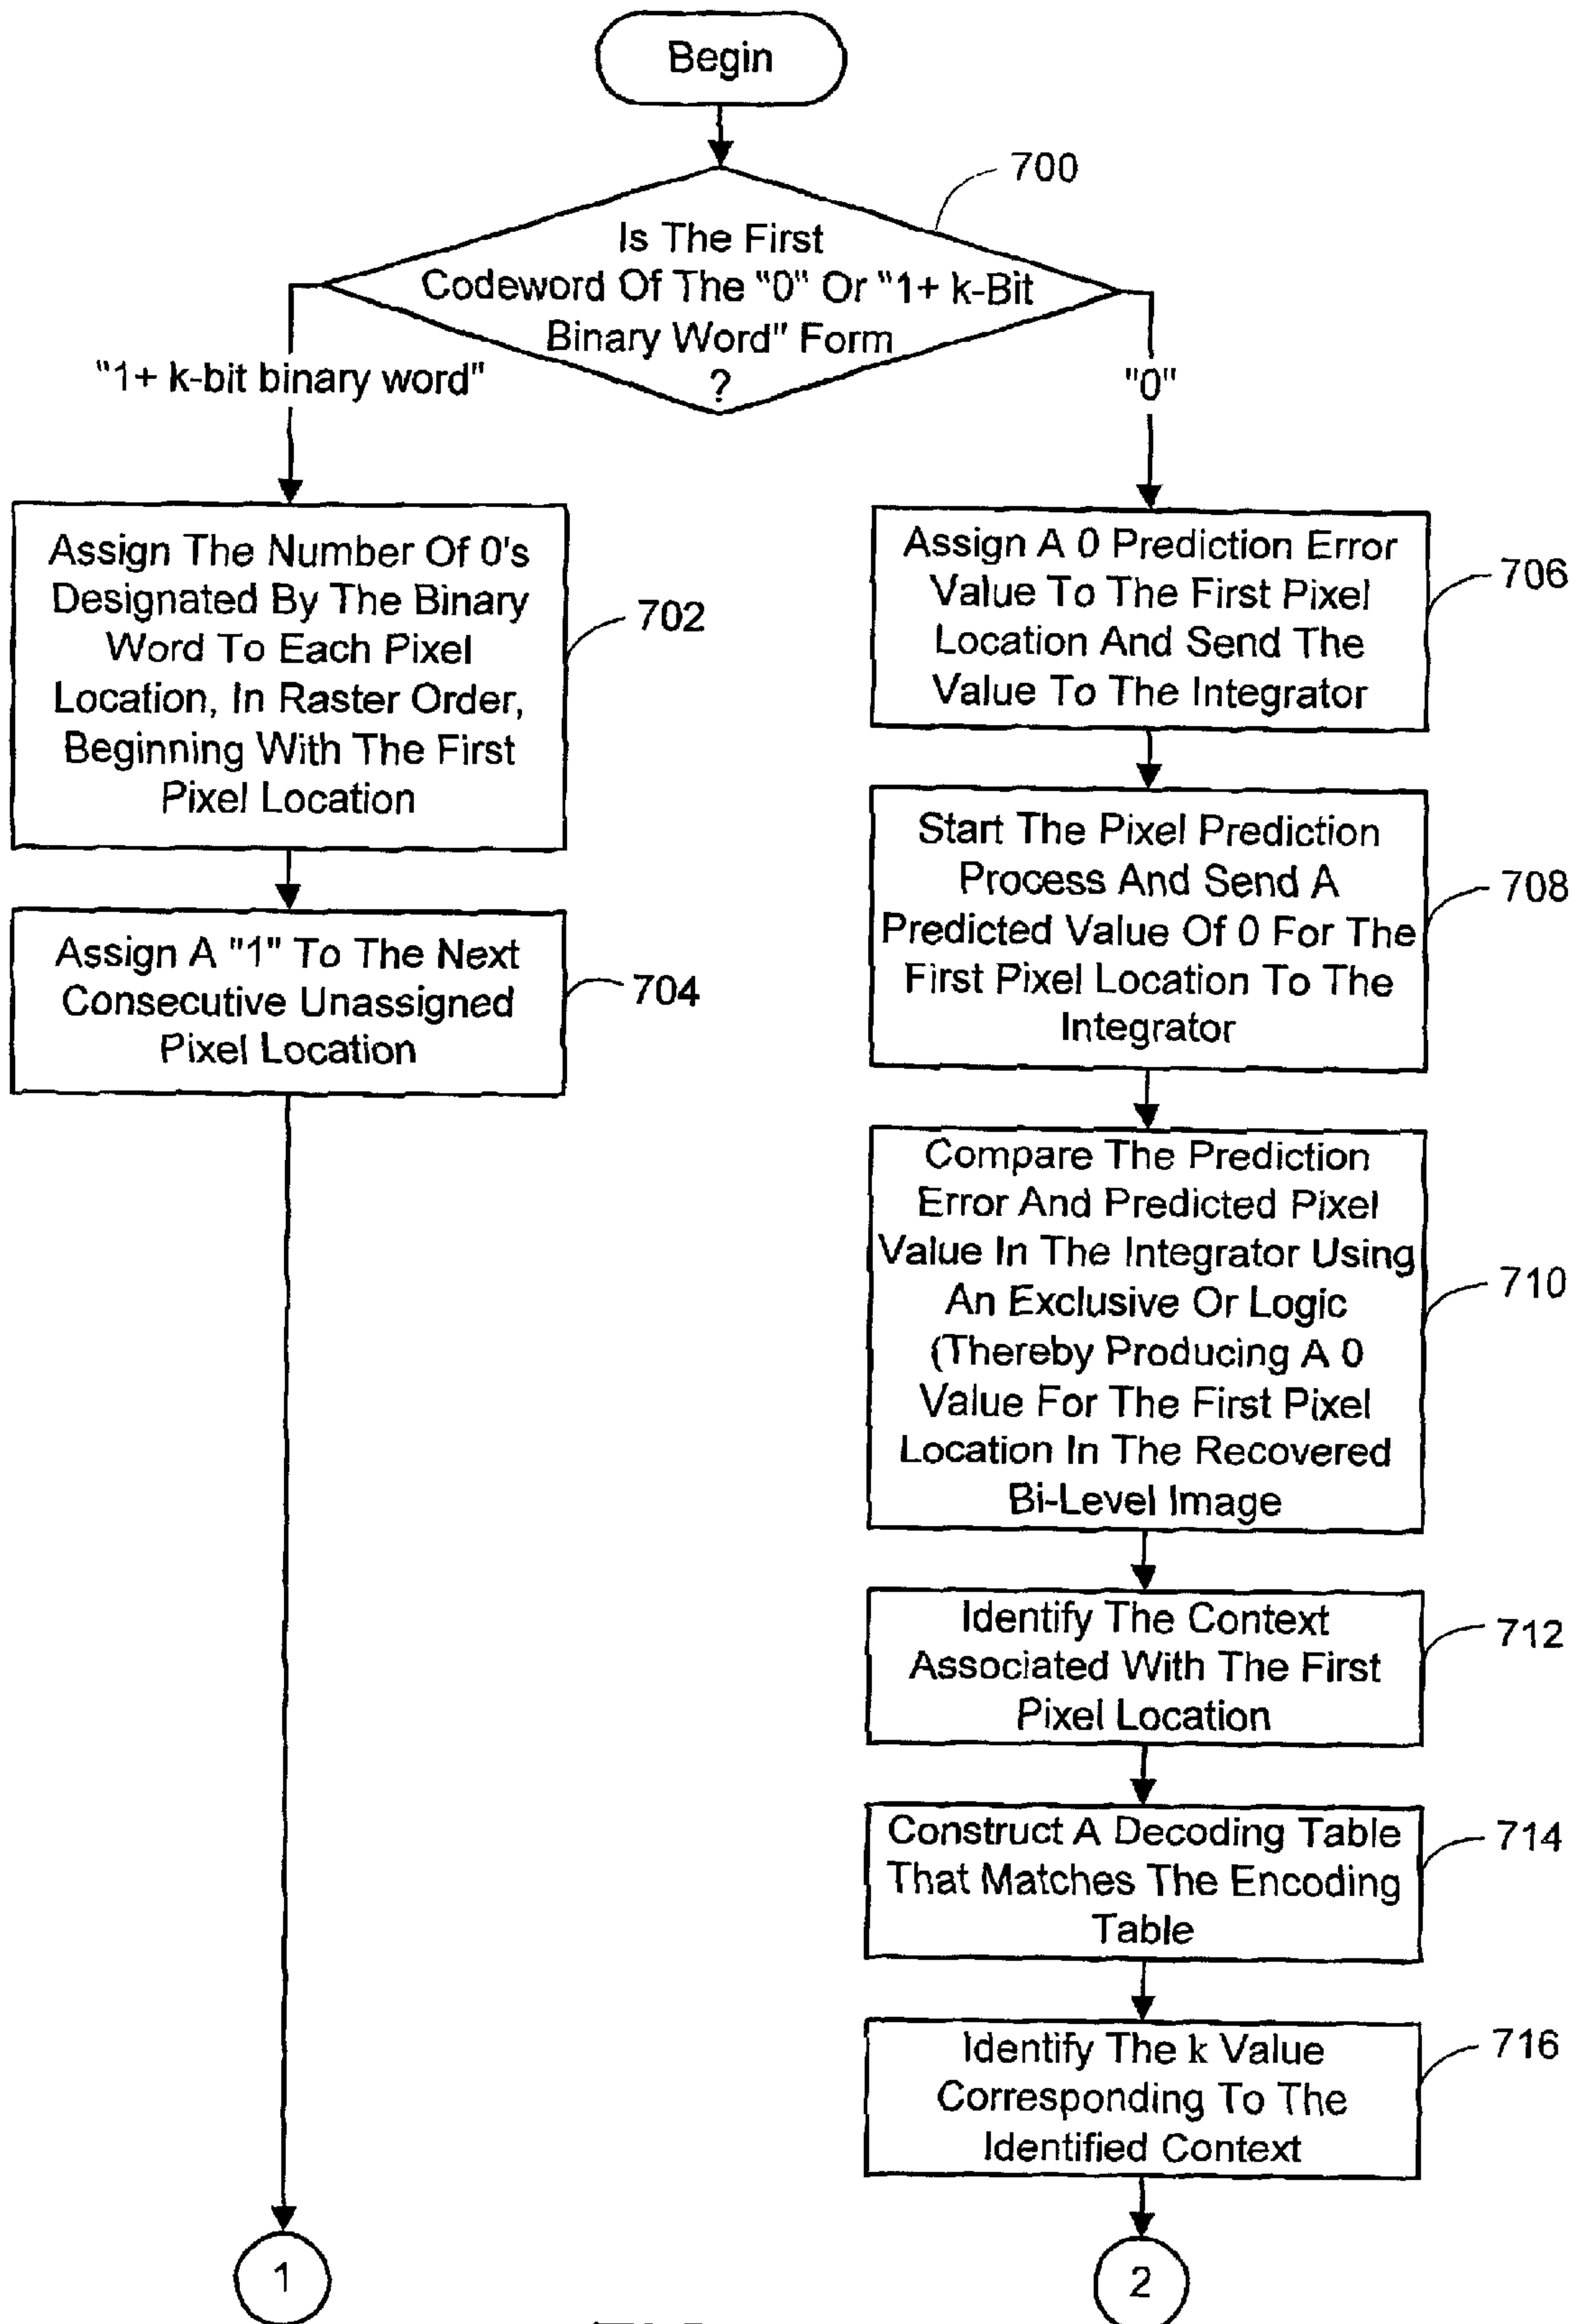 Begin
700
Is The First
Codeword Of The "0" Or "1+ k-Bit
Binary Word" Form
?
"1+ k-bit binary word"
"0"
Assign The Number Of 0's
Designated By The Binary
Word To Each Pixel
Location, In Raster Order,
Beginning With The First
Pixel Location
702
Assign A "1" To The Next
Consecutive Unassigned
Pixel Location
704
1
Assign A 0 Prediction Error
Value To The First Pixel
Location And Send The
Value To The Integrator
706
Start The Pixel Prediction
Process And Send A
Predicted Value Of 0 For The
First Pixel Location To The
Integrator
708
Compare The Prediction
Error And Predicted Pixel
Value In The Integrator Using
An Exclusive Or Logic
(Thereby Producing A 0
Value For The First Pixel
Location In The Recovered
Bi-Level Image
710
Identify The Context
Associated With The First
Pixel Location
712
Construct A Decoding Table
That Matches The Encoding
Table
714
Identify The k Value
Corresponding To The
Identified Context
716
2